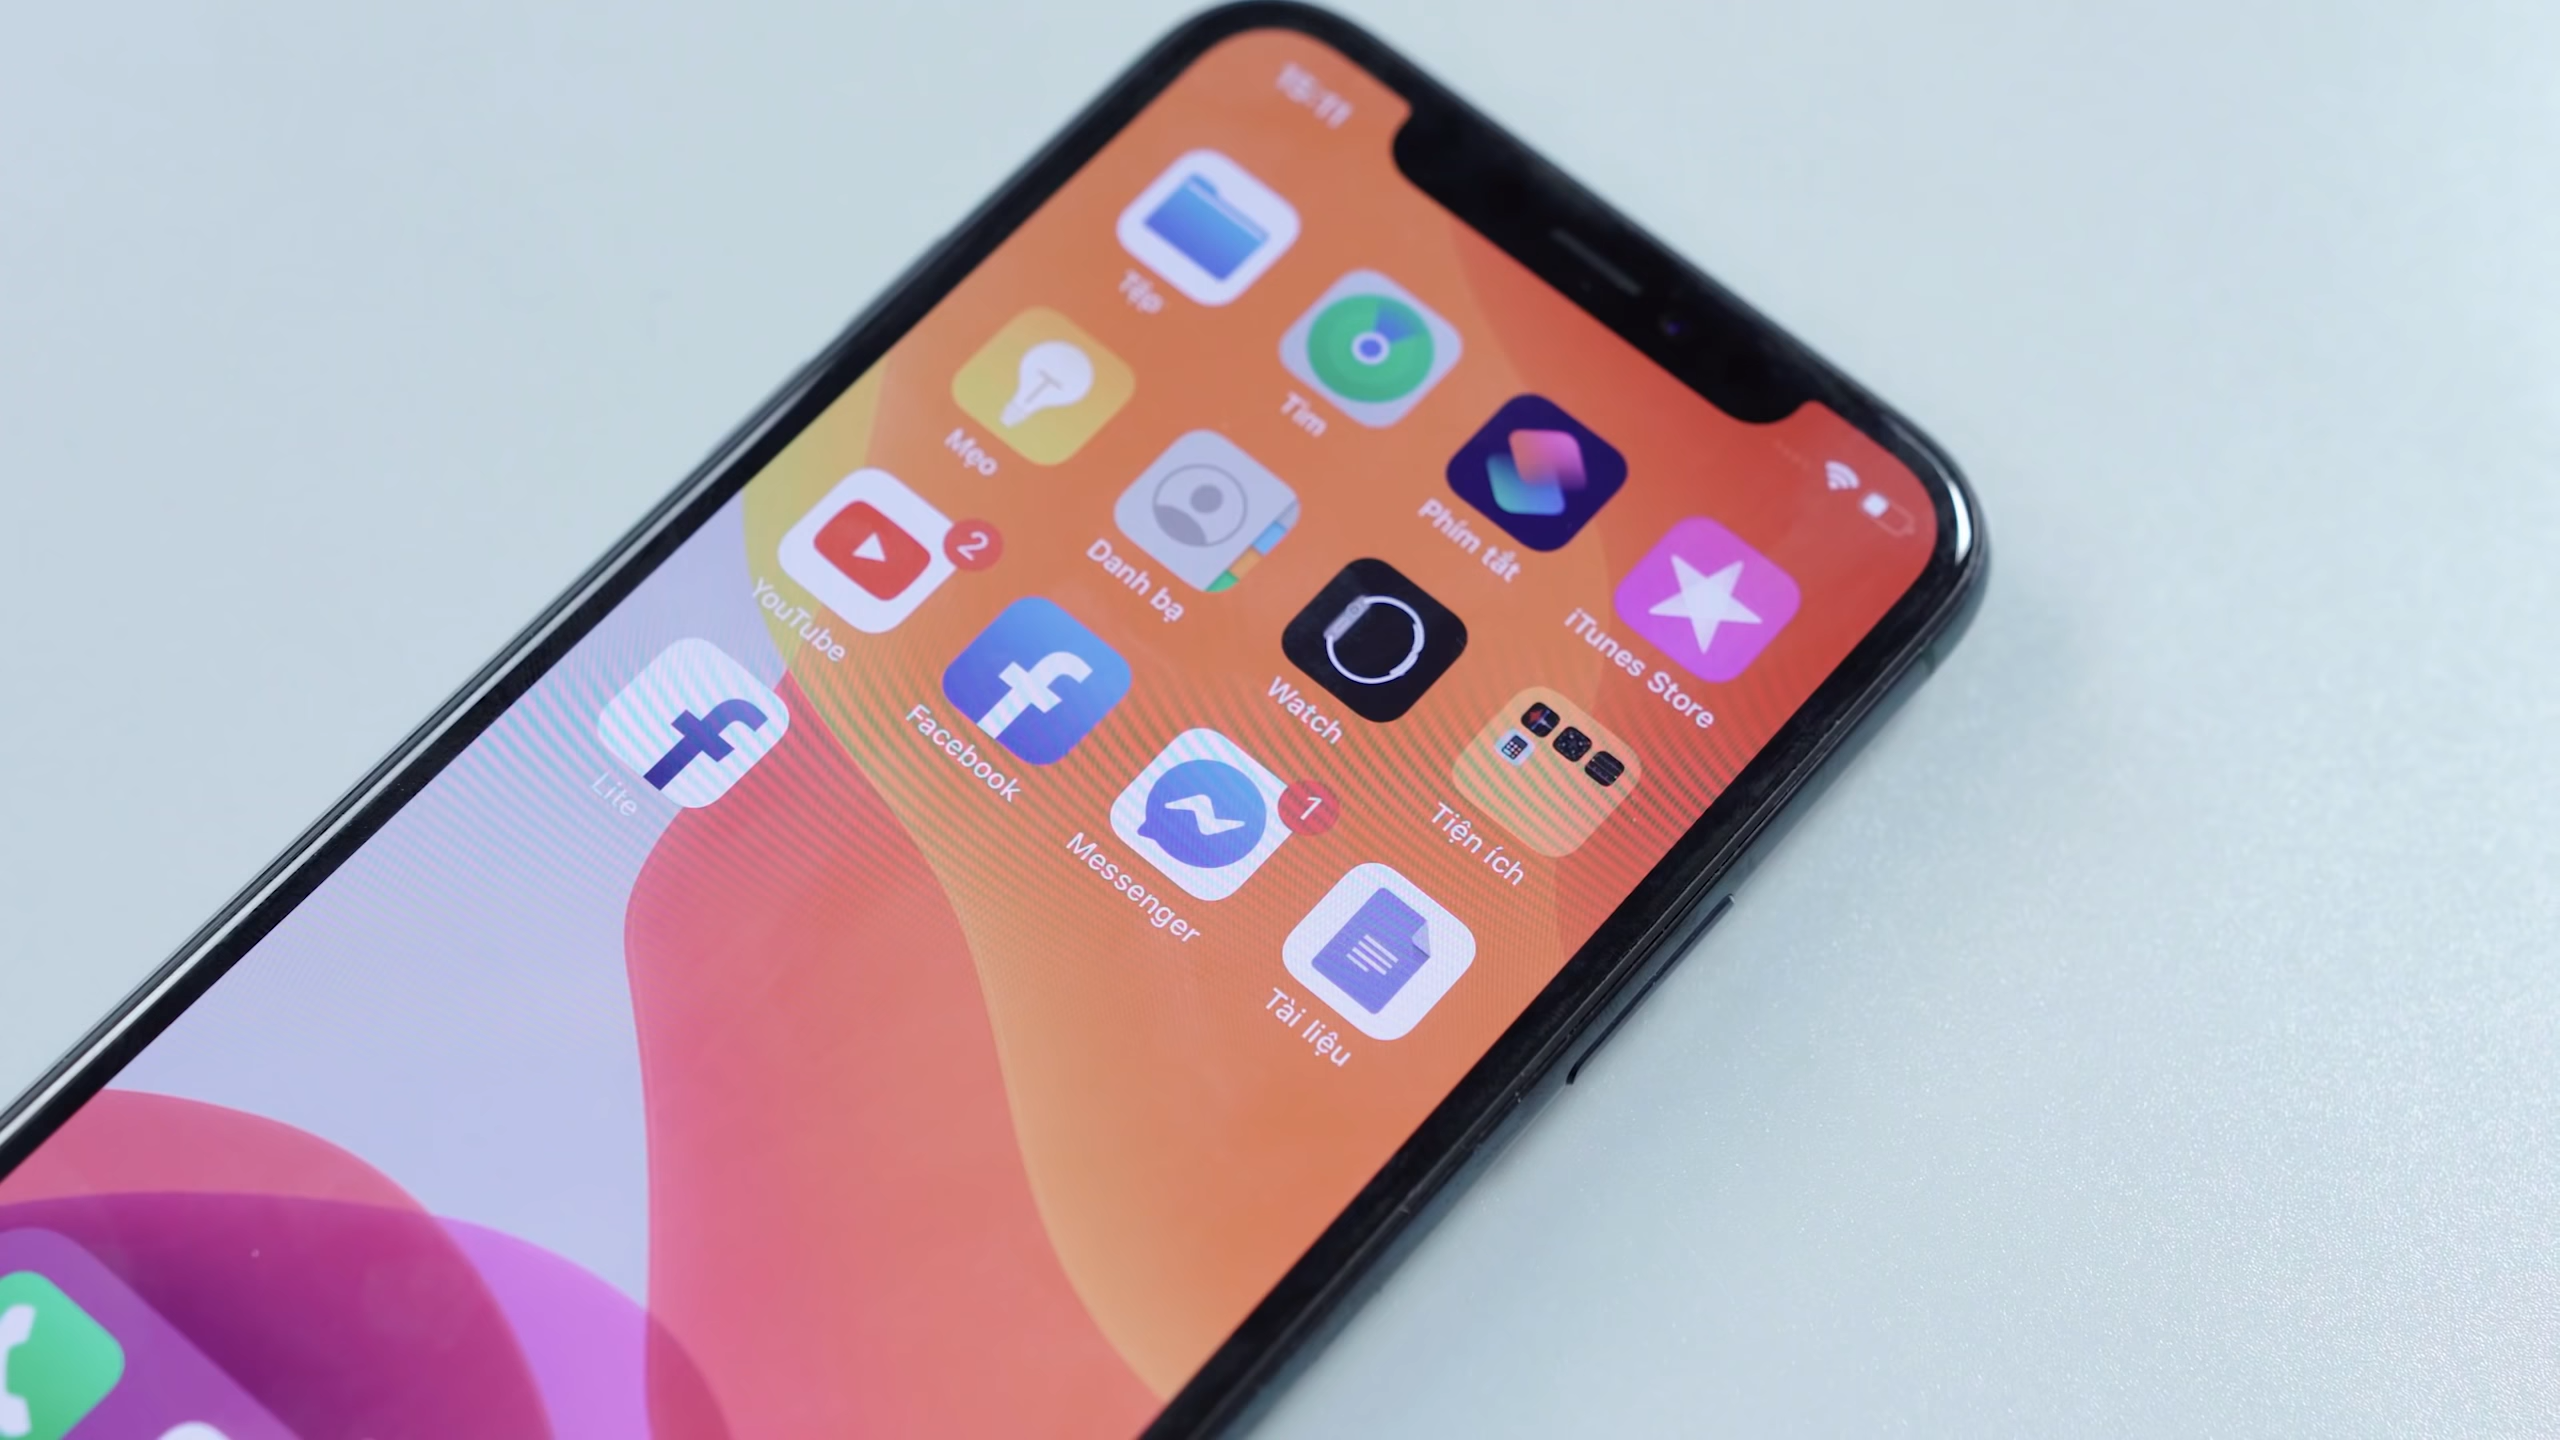 Tệp
Tìm
Phím tắt
iTunes Store
Mẹo
Danh bạ
Watch
Tiện ích
YouTube
2
Facebook
Messenger
1
Tài liệu
Lite